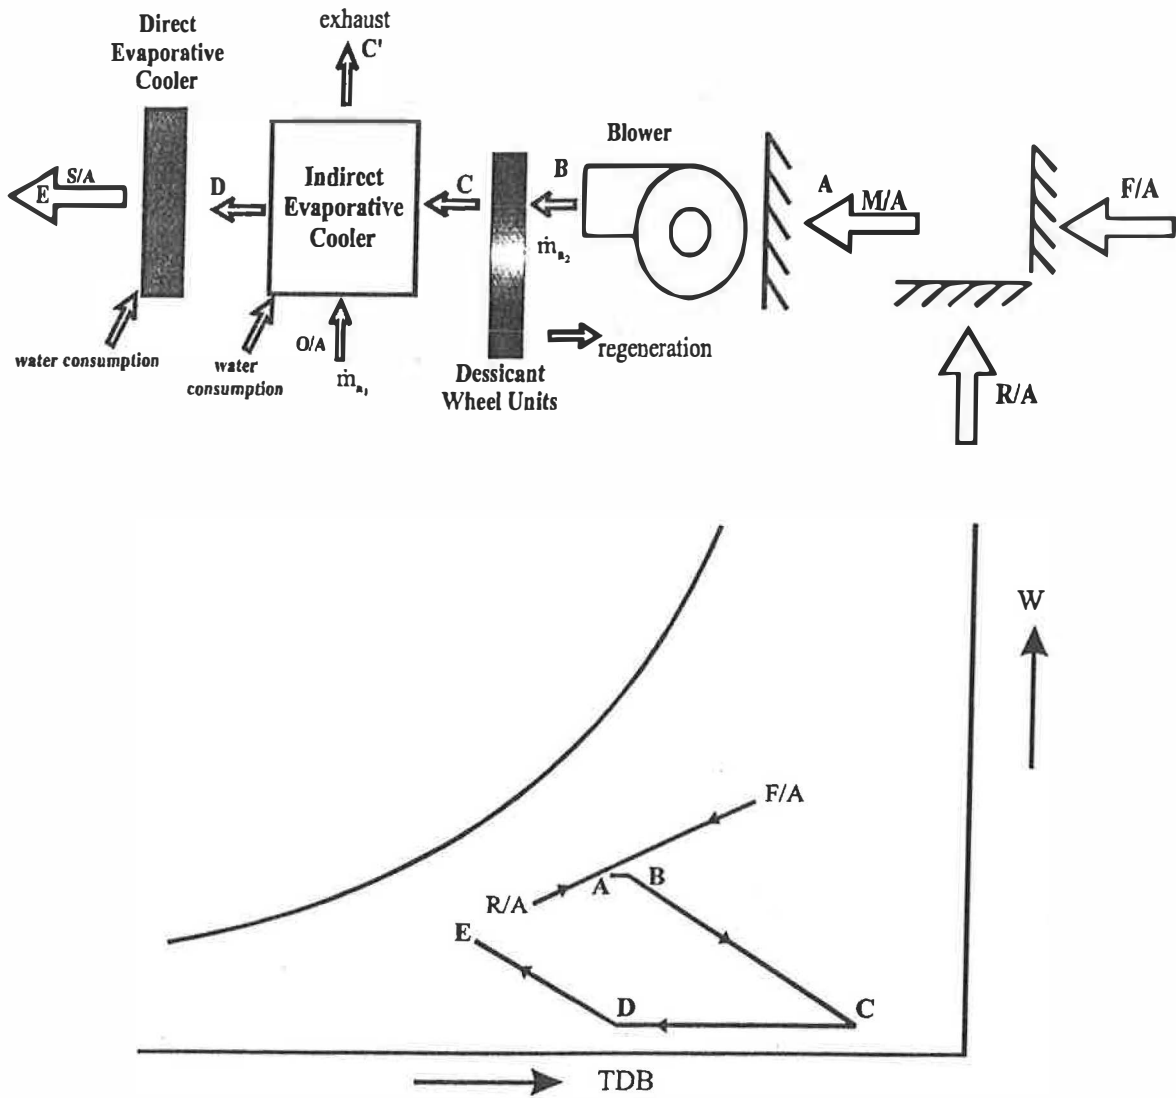 Direct
Evaporative
Cooler
exhaust
C'
Blower
Indirect
Evaporative
Cooler
S/A
E
D
C
B
A
M/A
F/A
ṁa₂
water consumption
water
consumption
O/A
ṁa₁
regeneration
Dessicant
Wheel Units
R/A
W
F/A
A
B
R/A
E
D
C
TDB